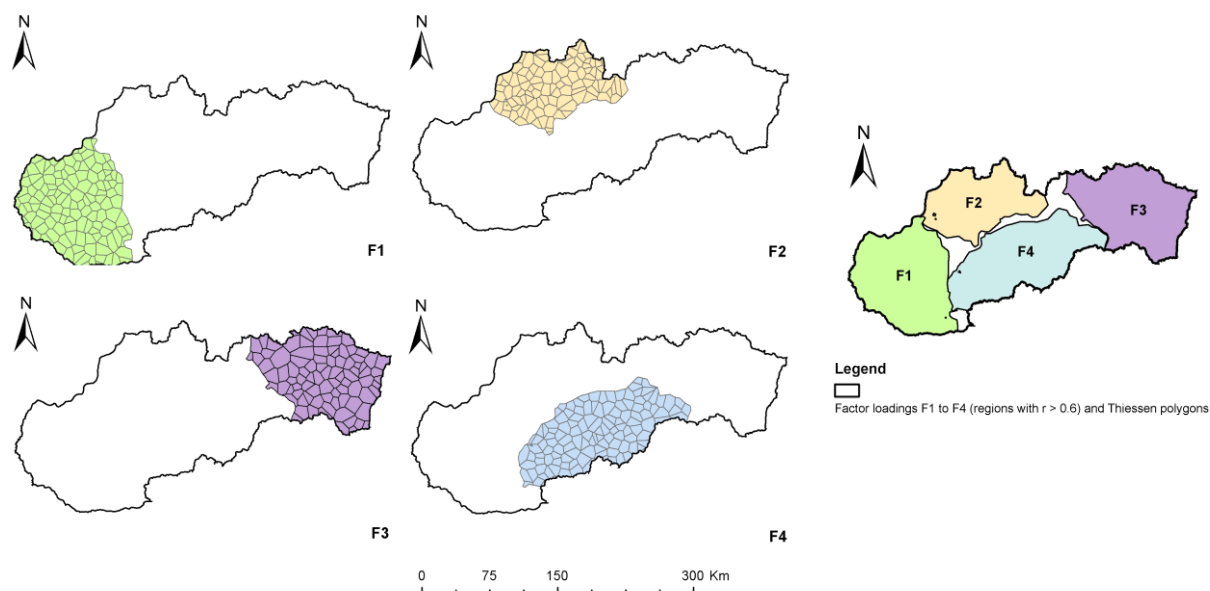 N
F1
N
F2
N
F3
N
F4
0 75 150 300 Km
N
F2
F3
F4
F1
Legend
Factor loadings F1 to F4 (regions with r > 0.6) and Thiessen polygons